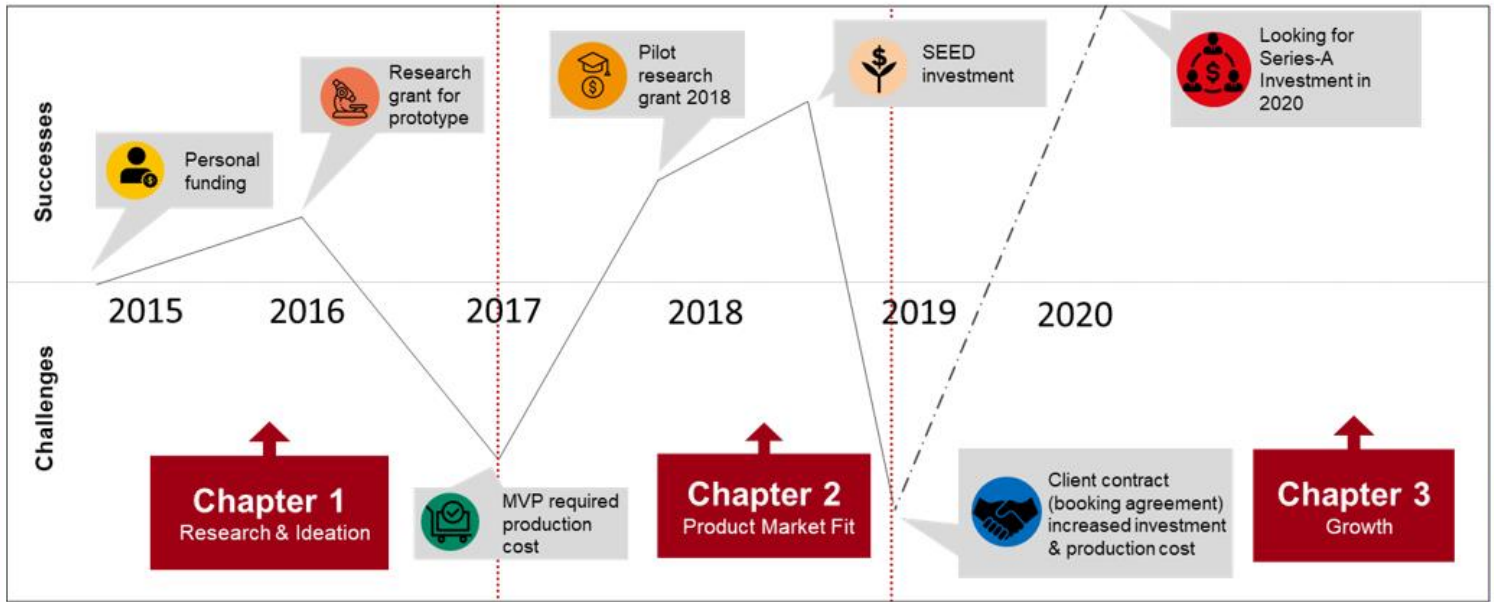 Successes
Challenges
Personal
funding
Research
grant for
prototype
Pilot
research
grant 2018
SEED
investment
Looking for
Series-A
Investment in
2020
2015
2016
2017
2018
2019
2020
Chapter 1
Research & Ideation
MVP required
production
cost
Chapter 2
Product Market Fit
Client contract
(booking agreement)
increased investment
& production cost
Chapter 3
Growth